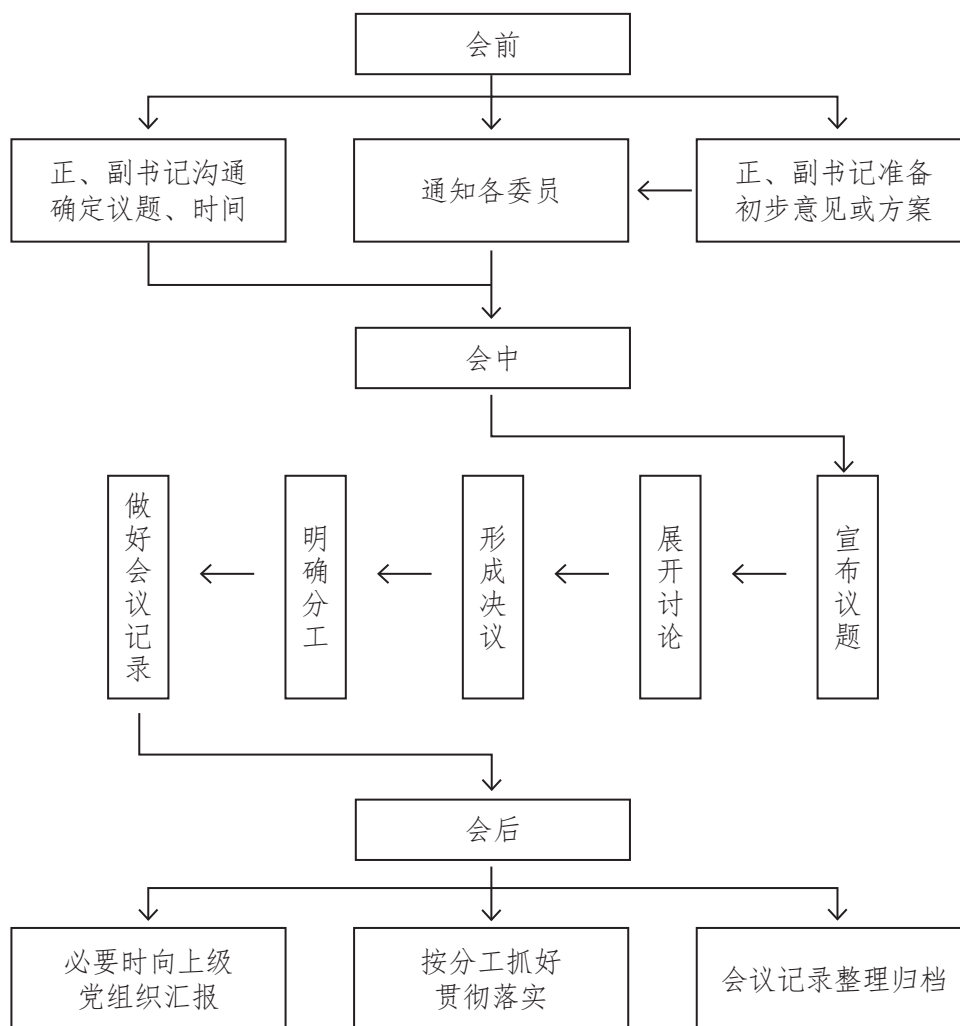 会前
正、副书记沟通
确定议题、时间
通知各委员
正、副书记准备
初步意见或方案
会中
宣布议题
展开讨论
形成决议
明确分工
做好会议记录
会后
必要时向上级
党组织汇报
按分工抓好
贯彻落实
会议记录整理归档